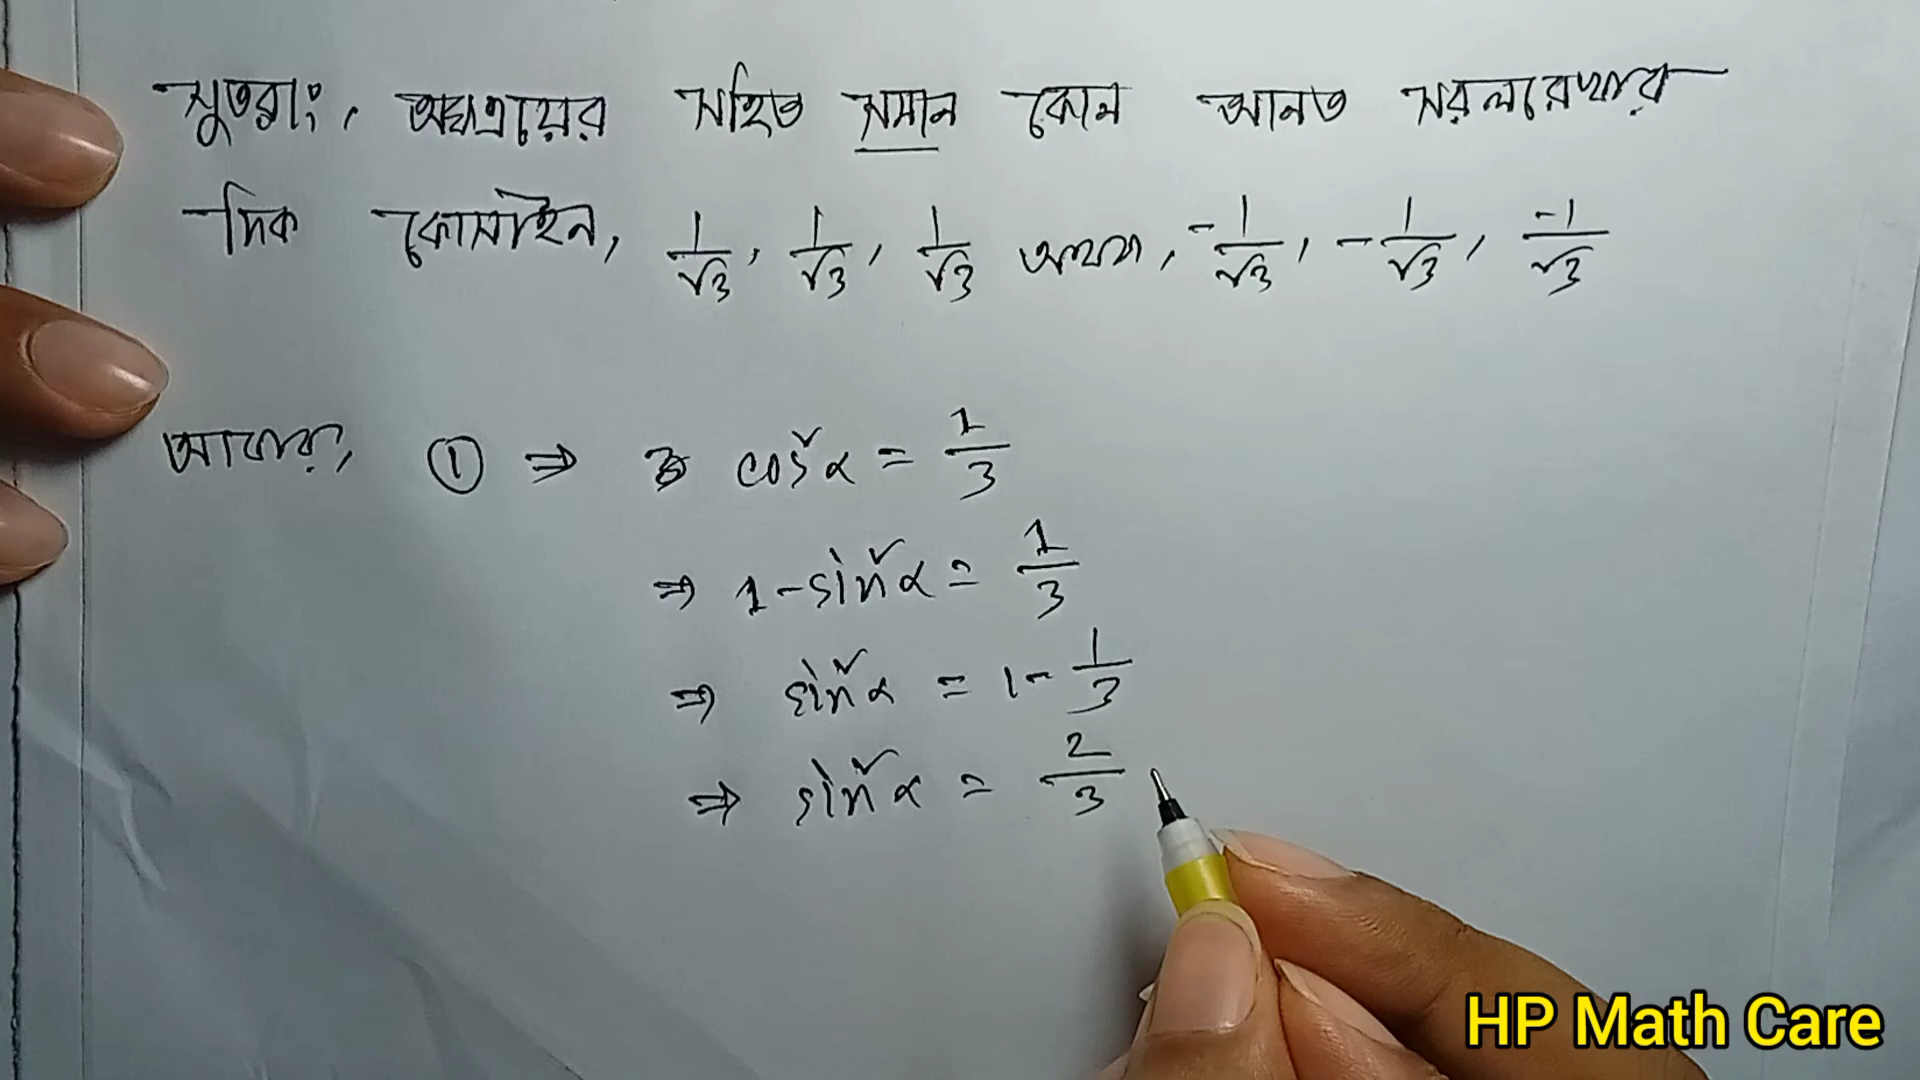 সুতরাং, অক্ষত্রয়ের সহিত সমান কোন আনত সরলরেখার
দিক কোসাইন, 1/√3, 1/√3, 1/√3 অথবা, -1/√3, -1/√3, -1/√3
আবার, ① ⇒ cos²α = 1/3
⇒ 1-sin²α = 1/3
⇒ sin²α = 1-1/3
⇒ sin²α = 2/3
HP Math Care